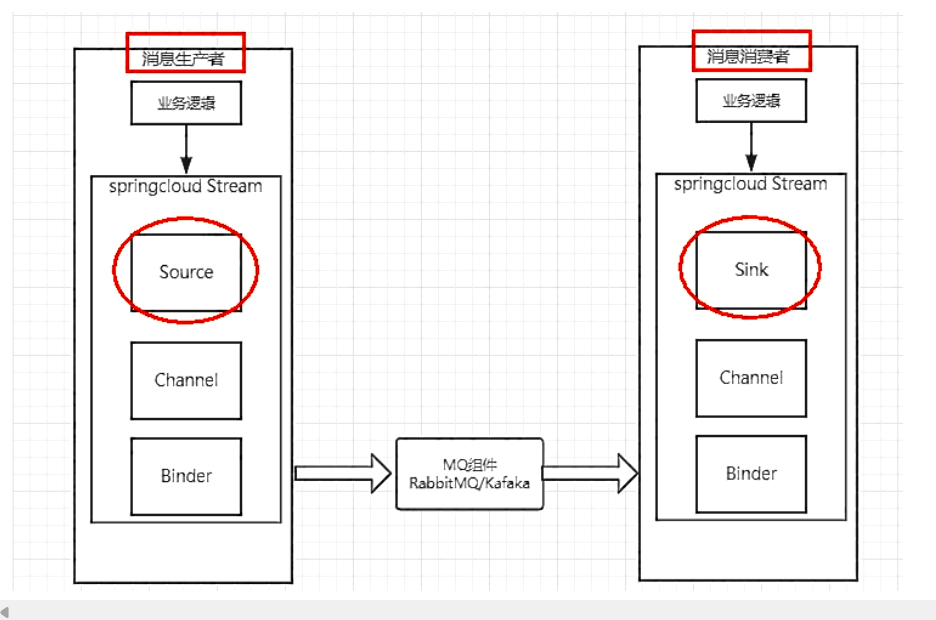 消息生产者
业务逻辑
springcloud Stream
Source
Channel
Binder
MQ组件
RabbitMQ/Kafaka
消息消费者
业务逻辑
springcloud Stream
Sink
Channel
Binder